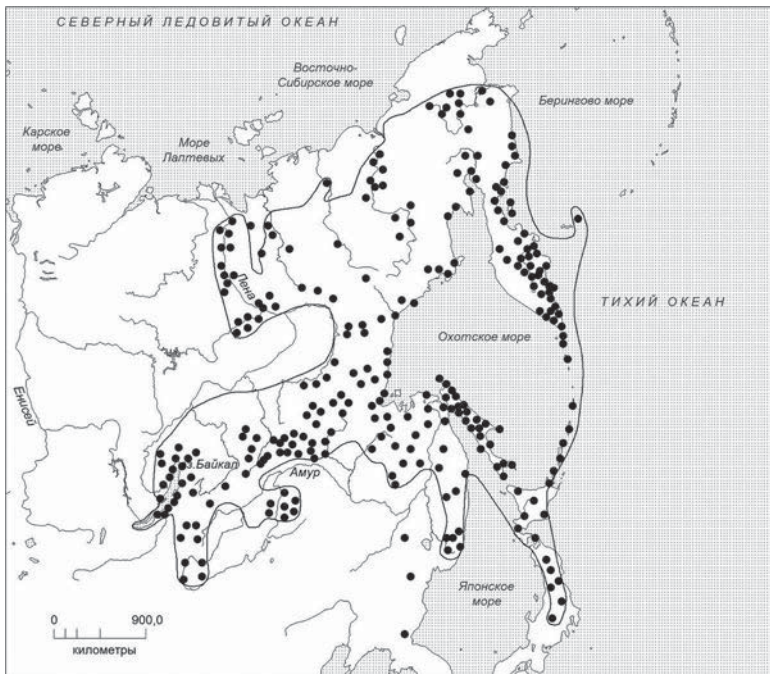 СЕВЕРНЫЙ ЛЕДОВИТЫЙ ОКЕАН
Восточно-
Сибирское море
Берингово море
Карское
море
Море
Лаптевых
Лена
ТИХИЙ ОКЕАН
Охотское море
Енисей
з.Байкал
Амур
Японское
море
0 900,0
километры